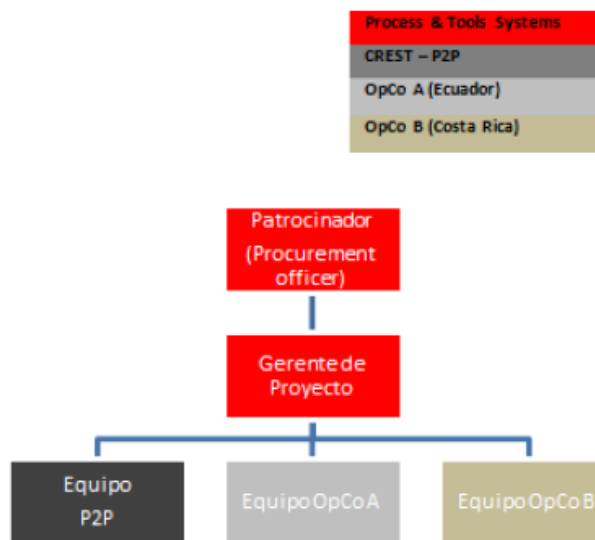 Process & Tools Systems
CREST – P2P
OpCo A (Ecuador)
OpCo B (Costa Rica)
Patrocinador
(Procurement
officer)
Gerente de
Proyecto
Equipo
P2P
Equipo OpCo A
Equipo OpCo B